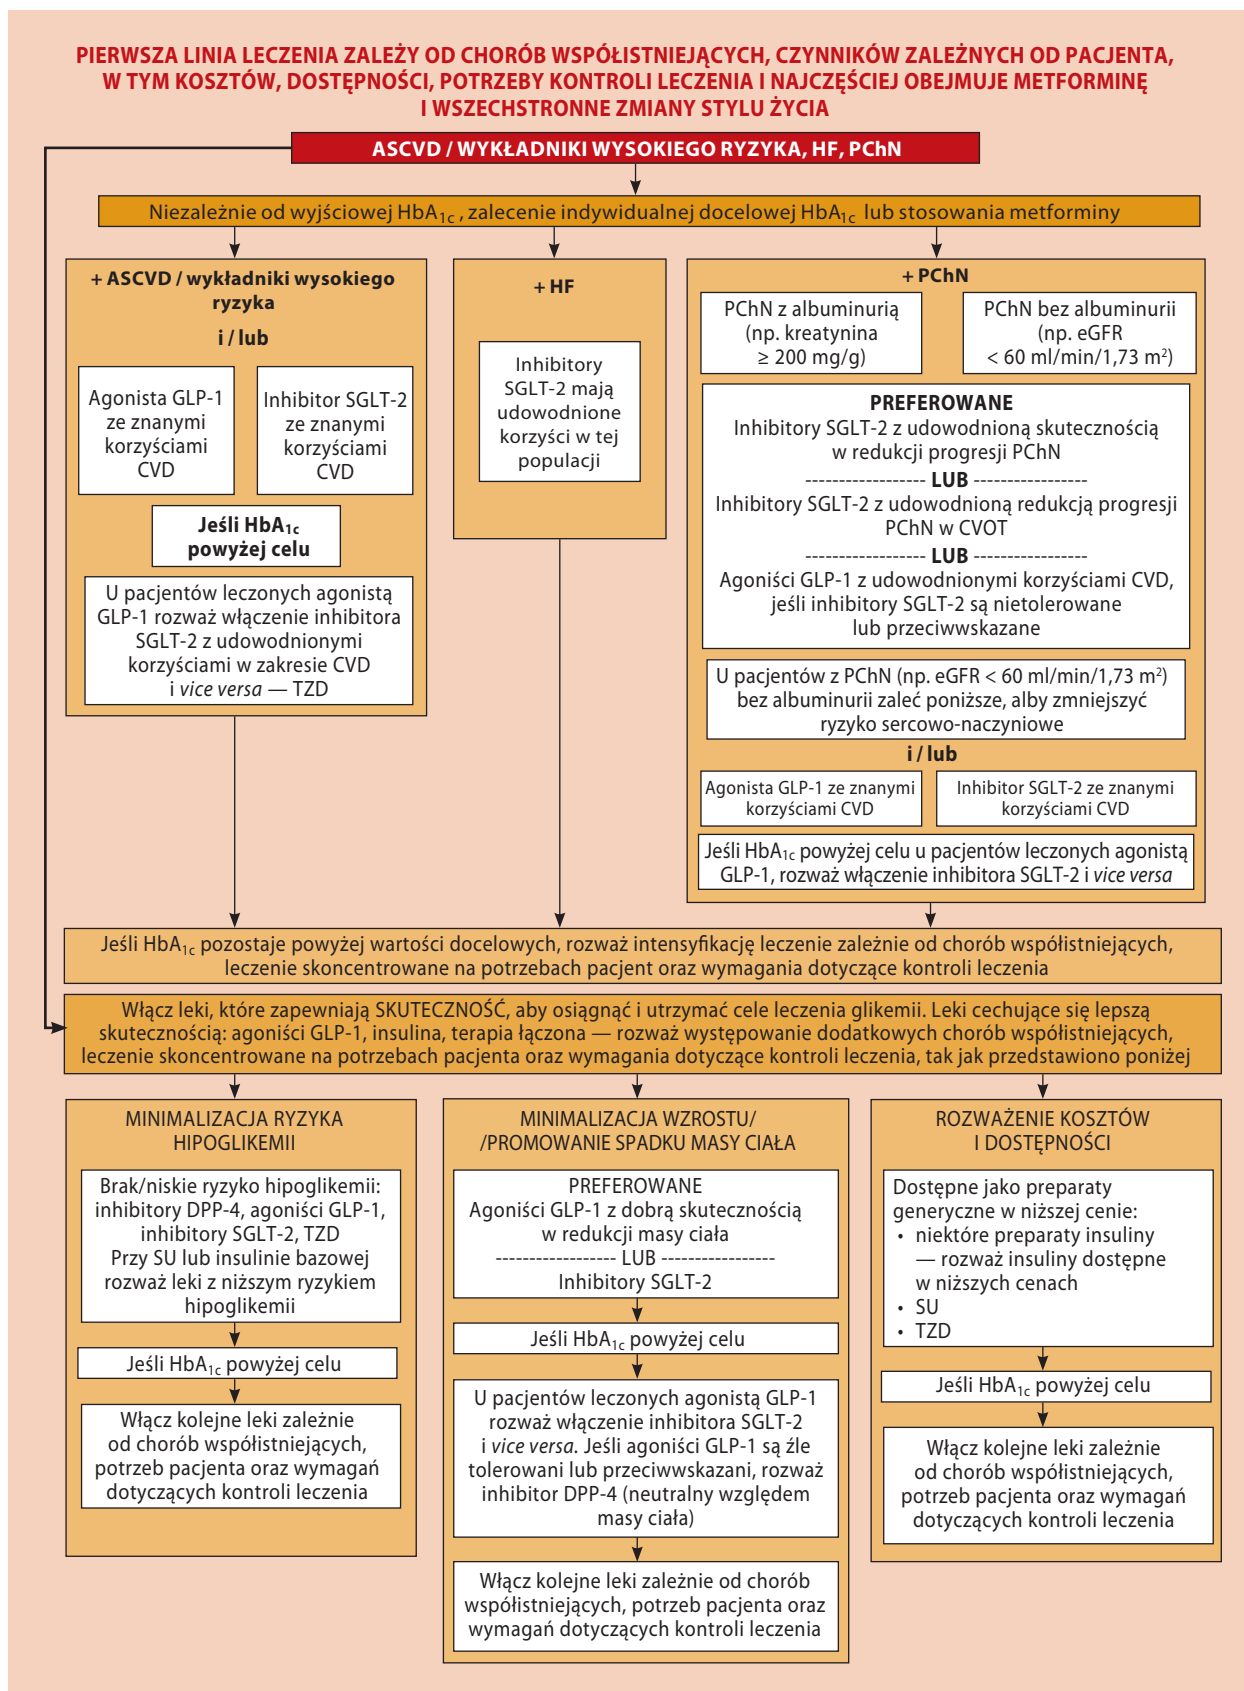 PIERWSZA LINIA LECZENIA ZALEŻY OD CHORÓB WSPÓŁISTNIEJĄCYCH, CZYNNIKÓW ZALEŻNYCH OD PACJENTA,
W TYM KOSZTÓW, DOSTĘPNOŚCI, POTRZEBY KONTROLI LECZENIA I NAJCZĘŚCIEJ OBEJMUJE METFORMINĘ
I WSZECHSTRONNE ZMIANY STYLU ŻYCIA
ASCVD / WYKŁADNIKI WYSOKIEGO RYZYKA, HF, PChN
Niezależnie od wyjściowej HbA1c , zalecenie indywidualnej docelowej HbA1c lub stosowania metforminy
+ ASCVD / wykładniki wysokiego
ryzyka
i / lub
Agonista GLP-1
ze znanymi
korzyściami
CVD
Inhibitor SGLT-2
ze znanymi
korzyściami
CVD
Jeśli HbA1c
powyżej celu
U pacjentów leczonych agonistą
GLP-1 rozważ włączenie inhibitora
SGLT-2 z udowodnionymi
korzyściami w zakresie CVD
i vice versa — TZD
+ HF
Inhibitory
SGLT-2 mają
udowodnione
korzyści w tej
populacji
+ PChN
PChN z albuminurią
(np. kreatynina
≥ 200 mg/g)
PChN bez albuminurii
(np. eGFR
< 60 ml/min/1,73 m²)
PREFEROWANE
Inhibitory SGLT-2 z udowodnioną skutecznością
w redukcji progresji PChN
------------------ LUB -----------------
Inhibitory SGLT-2 z udowodnioną redukcją progresji
PChN w CVOT
------------------ LUB -----------------
Agoniści GLP-1 z udowodnionymi korzyściami CVD,
jeśli inhibitory SGLT-2 są nietolerowane
lub przeciwwskazane
U pacjentów z PChN (np. eGFR < 60 ml/min/1,73 m²)
bez albuminurii zaleć poniższe, alby zmniejszyć
ryzyko sercowo-naczyniowe
i / lub
Agonista GLP-1 ze znanymi
korzyściami CVD
Inhibitor SGLT-2 ze znanymi
korzyściami CVD
Jeśli HbA1c powyżej celu u pacjentów leczonych agonistą
GLP-1, rozważ włączenie inhibitora SGLT-2 i vice versa
Jeśli HbA1c pozostaje powyżej wartości docelowych, rozważ intensyfikację leczenie zależnie od chorób współistniejących,
leczenie skoncentrowane na potrzebach pacjent oraz wymagania dotyczące kontroli leczenia
Włącz leki, które zapewniają SKUTECZNOŚĆ, aby osiągnąć i utrzymać cele leczenia glikemii. Leki cechujące się lepszą
skutecznością: agoniści GLP-1, insulina, terapia łączona — rozważ występowanie dodatkowych chorób współistniejących,
leczenie skoncentrowane na potrzebach pacjenta oraz wymagania dotyczące kontroli leczenia, tak jak przedstawiono poniżej
MINIMALIZACJA RYZYKA
HIPOGLIKEMII
Brak/niskie ryzyko hipoglikemii:
inhibitory DPP-4, agoniści GLP-1,
inhibitory SGLT-2, TZD
Przy SU lub insulinie bazowej
rozważ leki z niższym ryzykiem
hipoglikemii
Jeśli HbA1c powyżej celu
Włącz kolejne leki zależnie
od chorób współistniejących,
potrzeb pacjenta oraz wymagań
dotyczących kontroli leczenia
MINIMALIZACJA WZROSTU/
/PROMOWANIE SPADKU MASY CIAŁA
PREFEROWANE
Agoniści GLP-1 z dobrą skutecznością
w redukcji masy ciała
------------------ LUB -----------------
Inhibitory SGLT-2
Jeśli HbA1c powyżej celu
U pacjentów leczonych agonistą GLP-1
rozważ włączenie inhibitora SGLT-2
i vice versa. Jeśli agoniści GLP-1 są źle
tolerowani lub przeciwwskazani, rozważ
inhibitor DPP-4 (neutralny względem
masy ciała)
Włącz kolejne leki zależnie od chorób
współistniejących, potrzeb pacjenta oraz
wymagań dotyczących kontroli leczenia
ROZWAŻENIE KOSZTÓW
I DOSTĘPNOŚCI
Dostępne jako preparaty
generyczne w niższej cenie:
• niektóre preparaty insuliny
— rozważ insuliny dostępne
w niższych cenach
• SU
• TZD
Jeśli HbA1c powyżej celu
Włącz kolejne leki zależnie
od chorób współistniejących,
potrzeb pacjenta oraz wymagań
dotyczących kontroli leczenia